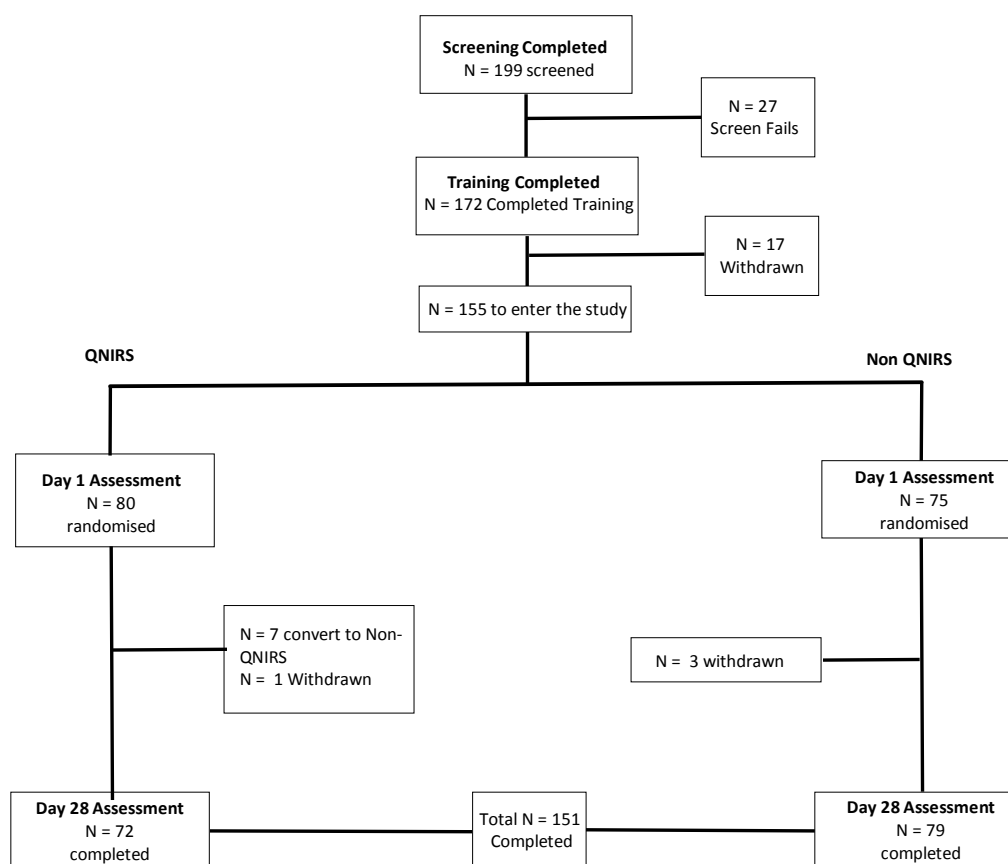 Screening Completed
N = 199 screened
N = 27
Screen Fails
Training Completed
N = 172 Completed Training
N = 17
Withdrawn
N = 155 to enter the study
QNIRS
Non QNIRS
Day 1 Assessment
N = 80
randomised
Day 1 Assessment
N = 75
randomised
N = 7 convert to Non-
QNIRS
N = 1 Withdrawn
N = 3 withdrawn
Day 28 Assessment
N = 72
completed
Total N = 151
Completed
Day 28 Assessment
N = 79
completed